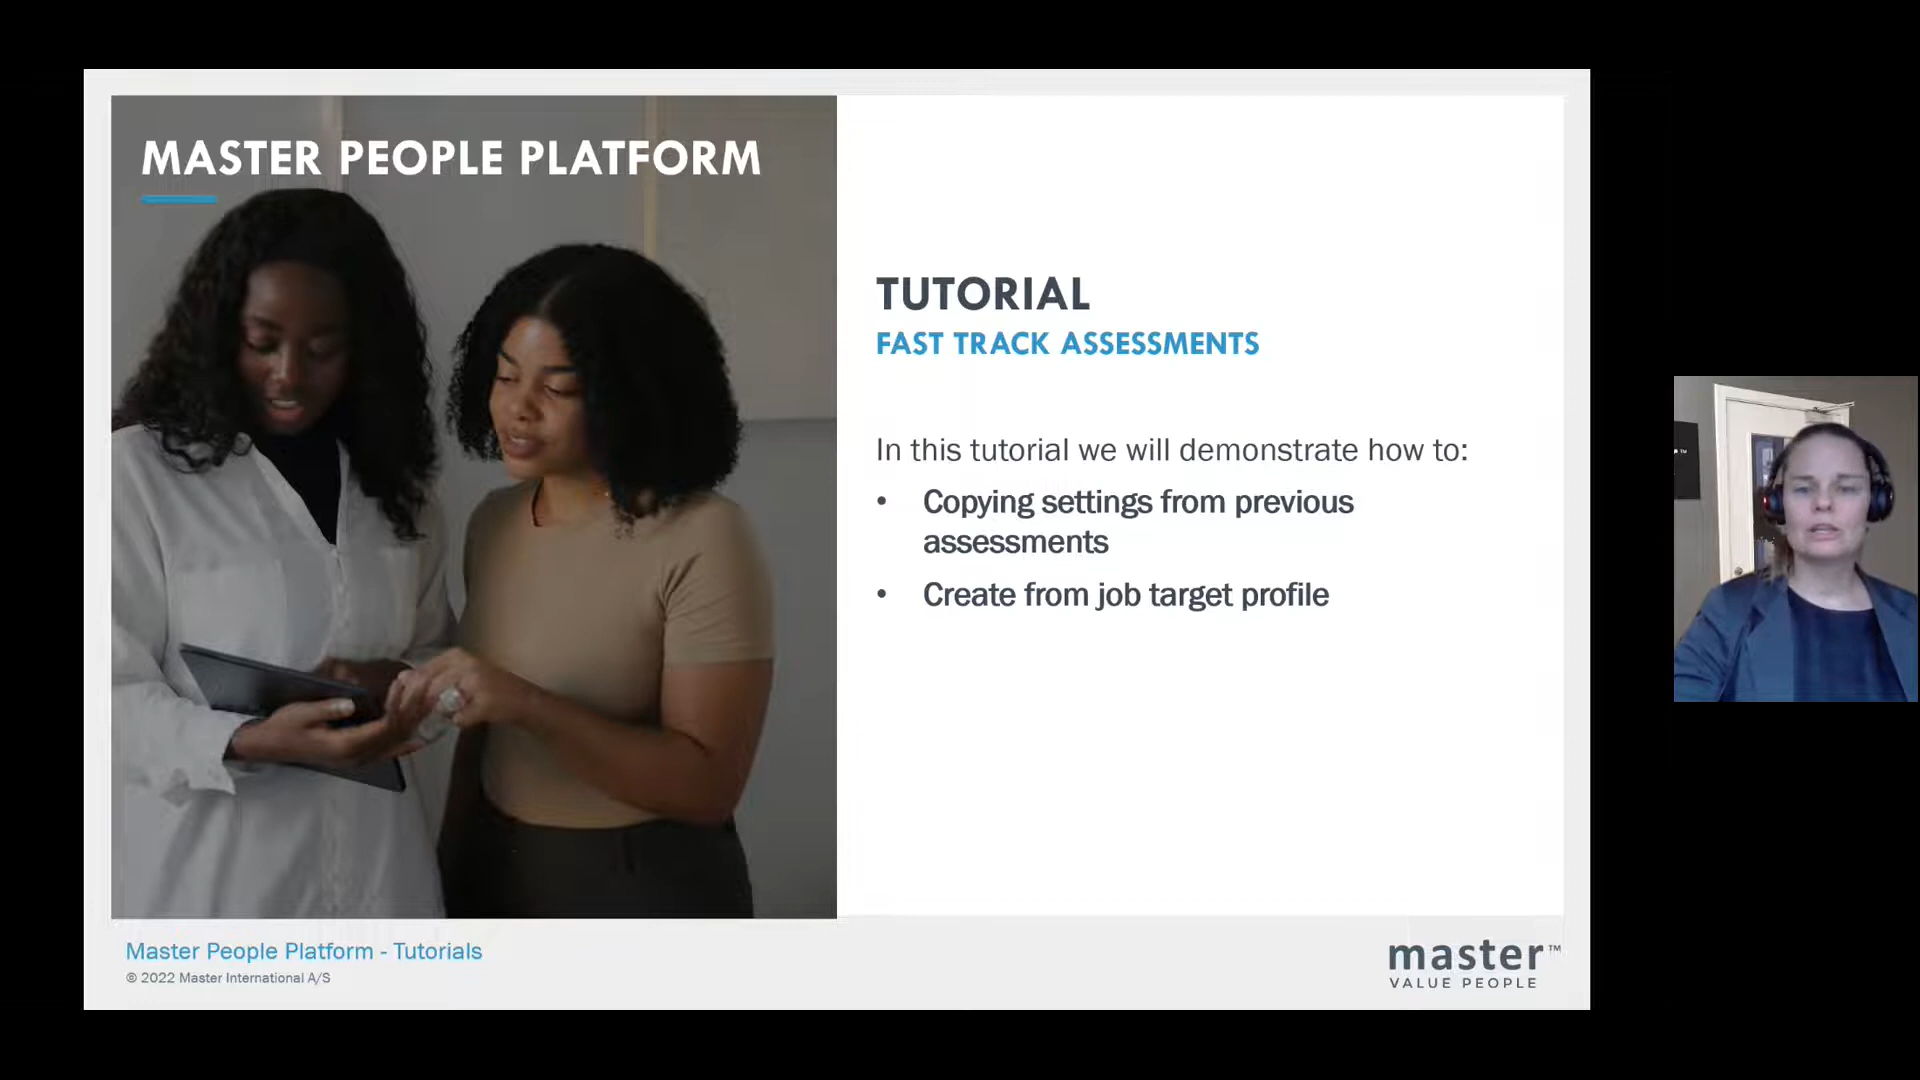 MASTER PEOPLE PLATFORM
TUTORIAL
FAST TRACK ASSESSMENTS
In this tutorial we will demonstrate how to:
• Copying settings from previous
assessments
• Create from job target profile
Master People Platform - Tutorials
© 2022 Master International A/S
master™
VALUE PEOPLE